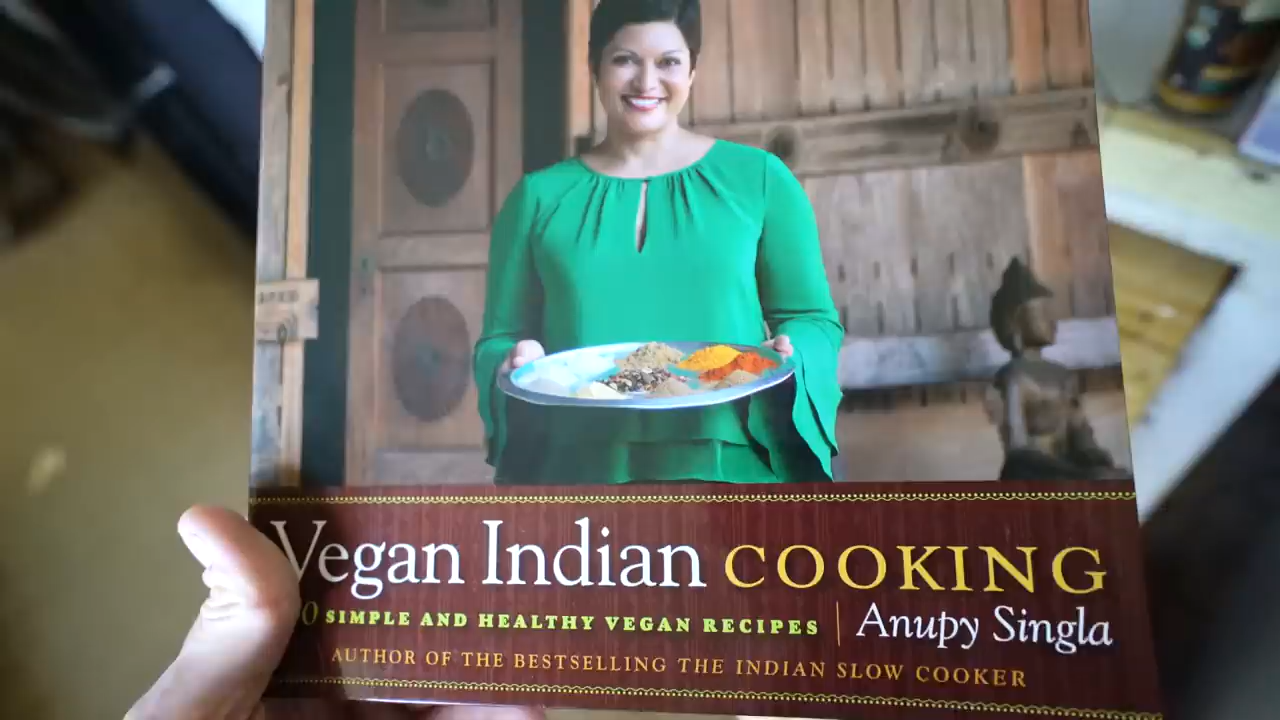 Vegan Indian COOKING
0 SIMPLE AND HEALTHY VEGAN RECIPES | Anupy Singla
AUTHOR OF THE BESTSELLING THE INDIAN SLOW COOKER